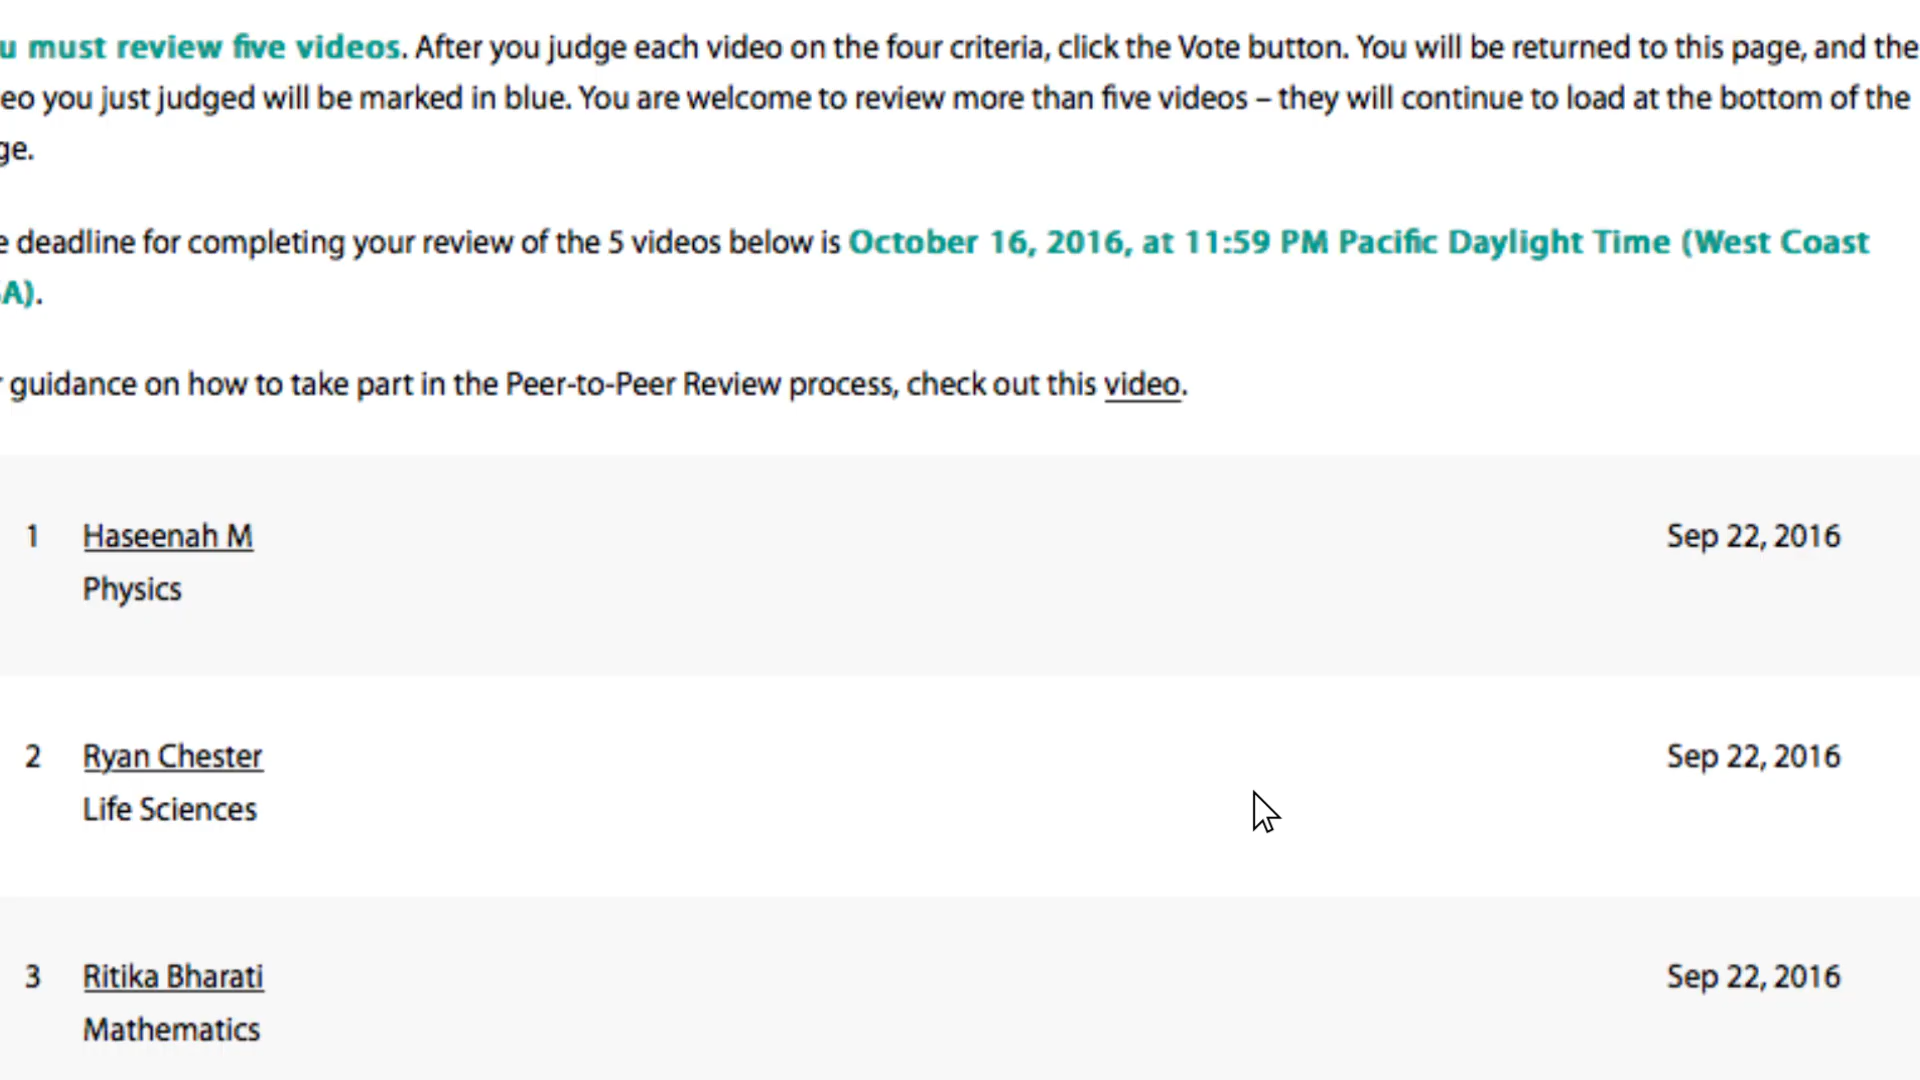 u must review five videos. After you judge each video on the four criteria, click the Vote button. You will be returned to this page, and the
eo you just judged will be marked in blue. You are welcome to review more than five videos – they will continue to load at the bottom of the
ge.
e deadline for completing your review of the 5 videos below is October 16, 2016, at 11:59 PM Pacific Daylight Time (West Coast
A).
r guidance on how to take part in the Peer-to-Peer Review process, check out this video.
1 Haseenah M Sep 22, 2016
Physics
2 Ryan Chester Sep 22, 2016
Life Sciences
3 Ritika Bharati Sep 22, 2016
Mathematics